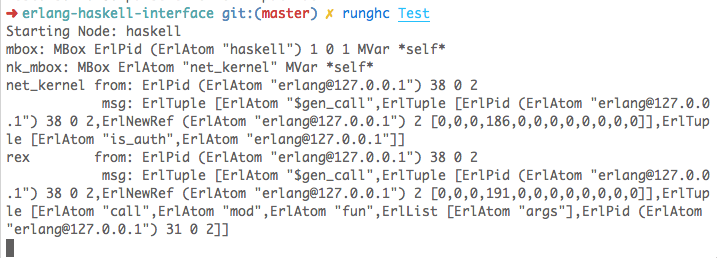 ➜ erlang-haskell-interface git:(master) ✗ runghc Test
Starting Node: haskell
mbox: MBox ErlPid (ErlAtom "haskell") 1 0 1 MVar *self*
nk_mbox: MBox ErlAtom "net_kernel" MVar *self*
net_kernel from: ErlPid (ErlAtom "erlang@127.0.0.1") 38 0 2
msg: ErlTuple [ErlAtom "$gen_call",ErlTuple [ErlPid (ErlAtom "erlang@127.0.0
.1") 38 0 2,ErlNewRef (ErlAtom "erlang@127.0.0.1") 2 [0,0,0,186,0,0,0,0,0,0,0,0]],ErlTup
le [ErlAtom "is_auth",ErlAtom "erlang@127.0.0.1"]]
rex from: ErlPid (ErlAtom "erlang@127.0.0.1") 38 0 2
msg: ErlTuple [ErlAtom "$gen_call",ErlTuple [ErlPid (ErlAtom "erlang@127.0.0
.1") 38 0 2,ErlNewRef (ErlAtom "erlang@127.0.0.1") 2 [0,0,0,191,0,0,0,0,0,0,0,0]],ErlTup
le [ErlAtom "call",ErlAtom "mod",ErlAtom "fun",ErlList [ErlAtom "args"],ErlPid (ErlAtom
"erlang@127.0.0.1") 31 0 2]]